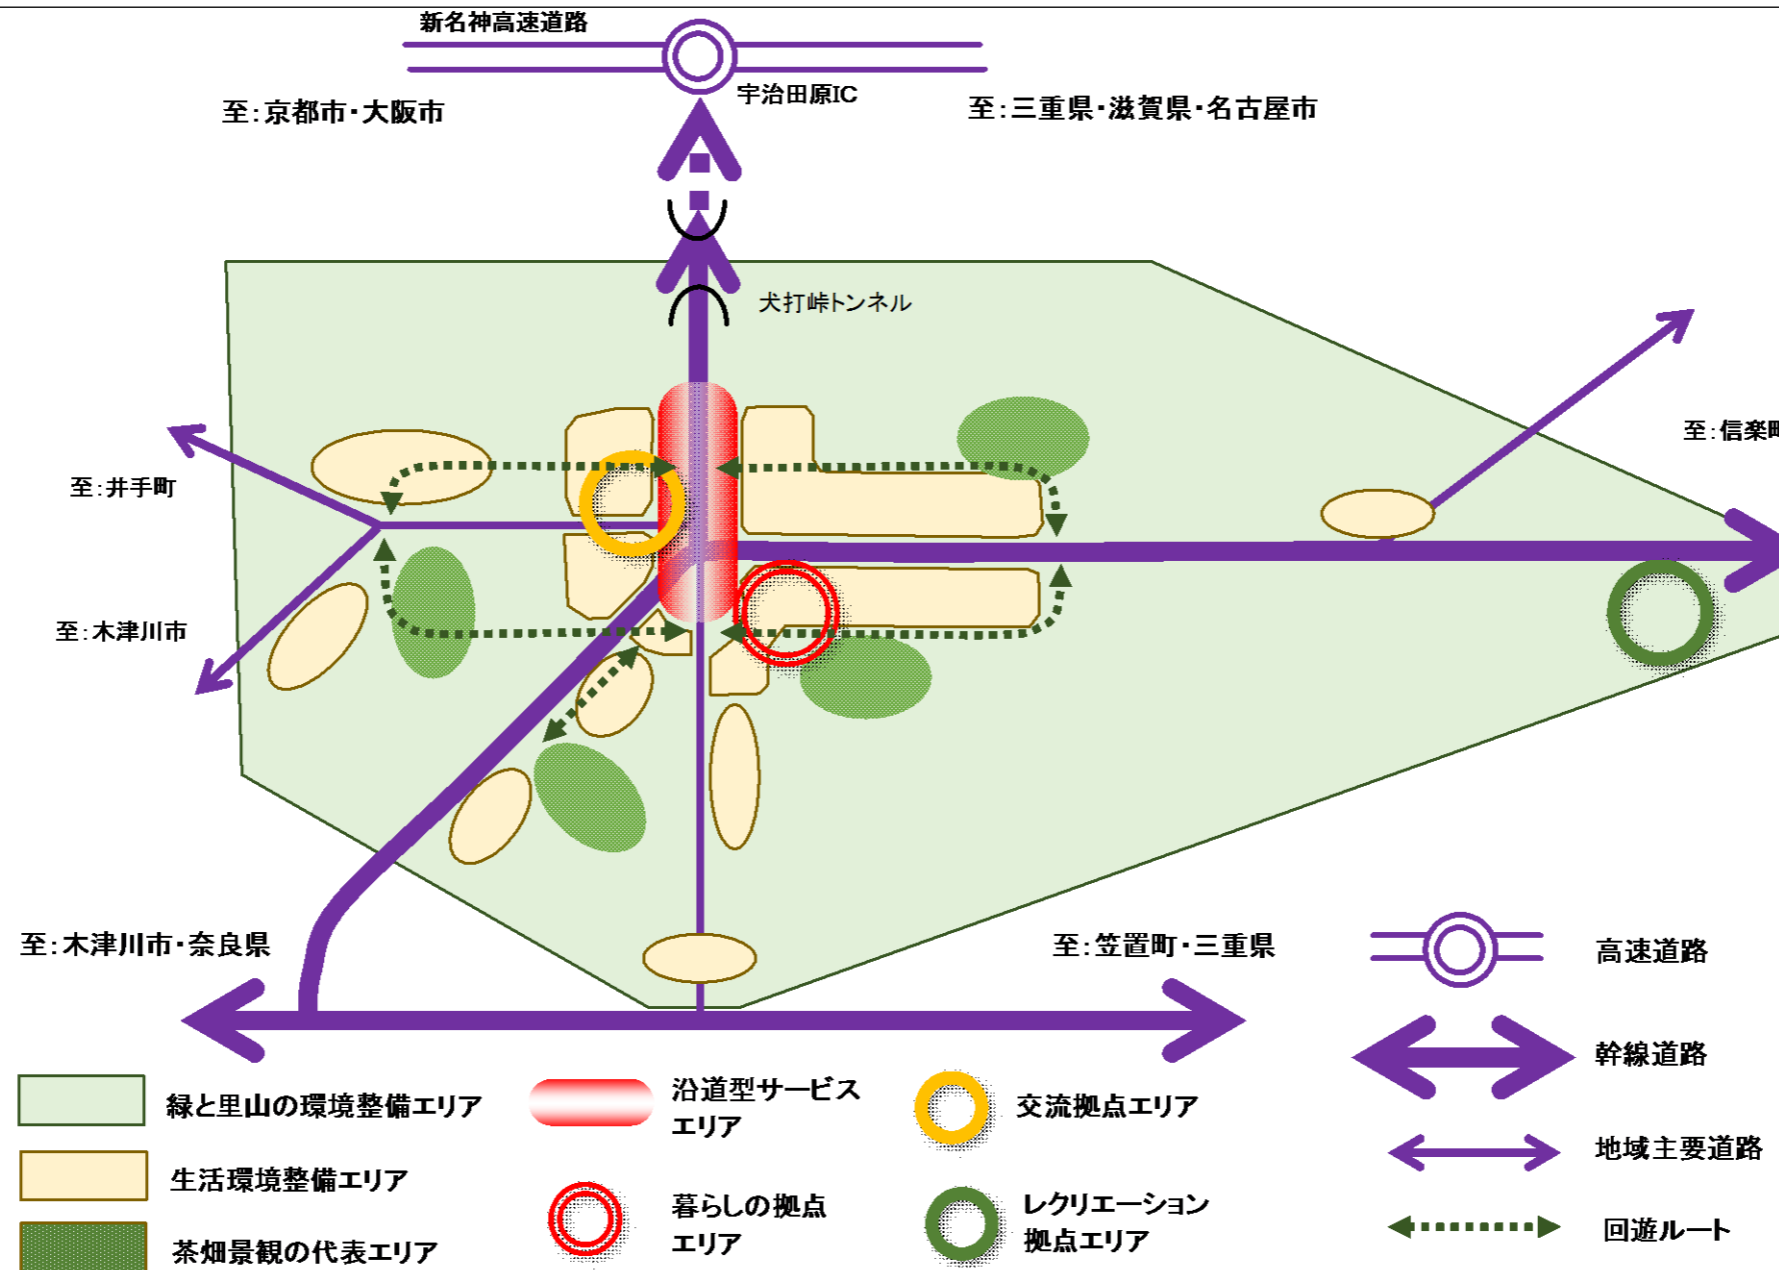 新名神高速道路
宇治田原IC
至:京都市・大阪市
至:三重県・滋賀県・名古屋市
犬打峠トンネル
至:信楽町
至:井手町
至:木津川市
至:木津川市・奈良県
至:笠置町・三重県
高速道路
幹線道路
地域主要道路
回遊ルート
緑と里山の環境整備エリア
生活環境整備エリア
茶畑景観の代表エリア
沿道型サービス
エリア
暮らしの拠点
エリア
交流拠点エリア
レクリエーション
拠点エリア